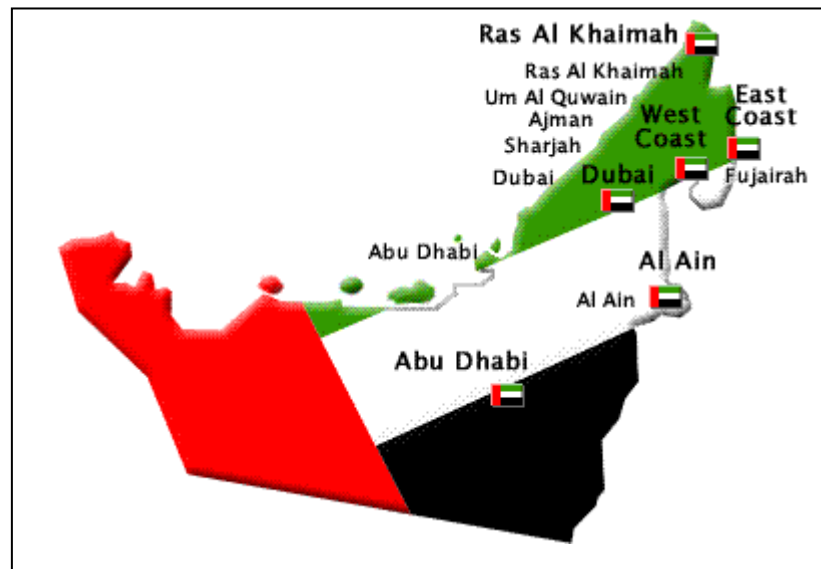 Ras Al Khaimah
Ras Al Khaimah
Um Al Quwain
East
Coast
West
Coast
Ajman
Sharjah
Dubai
Dubai
Fujairah
Abu Dhabi
Al Ain
Al Ain
Abu Dhabi